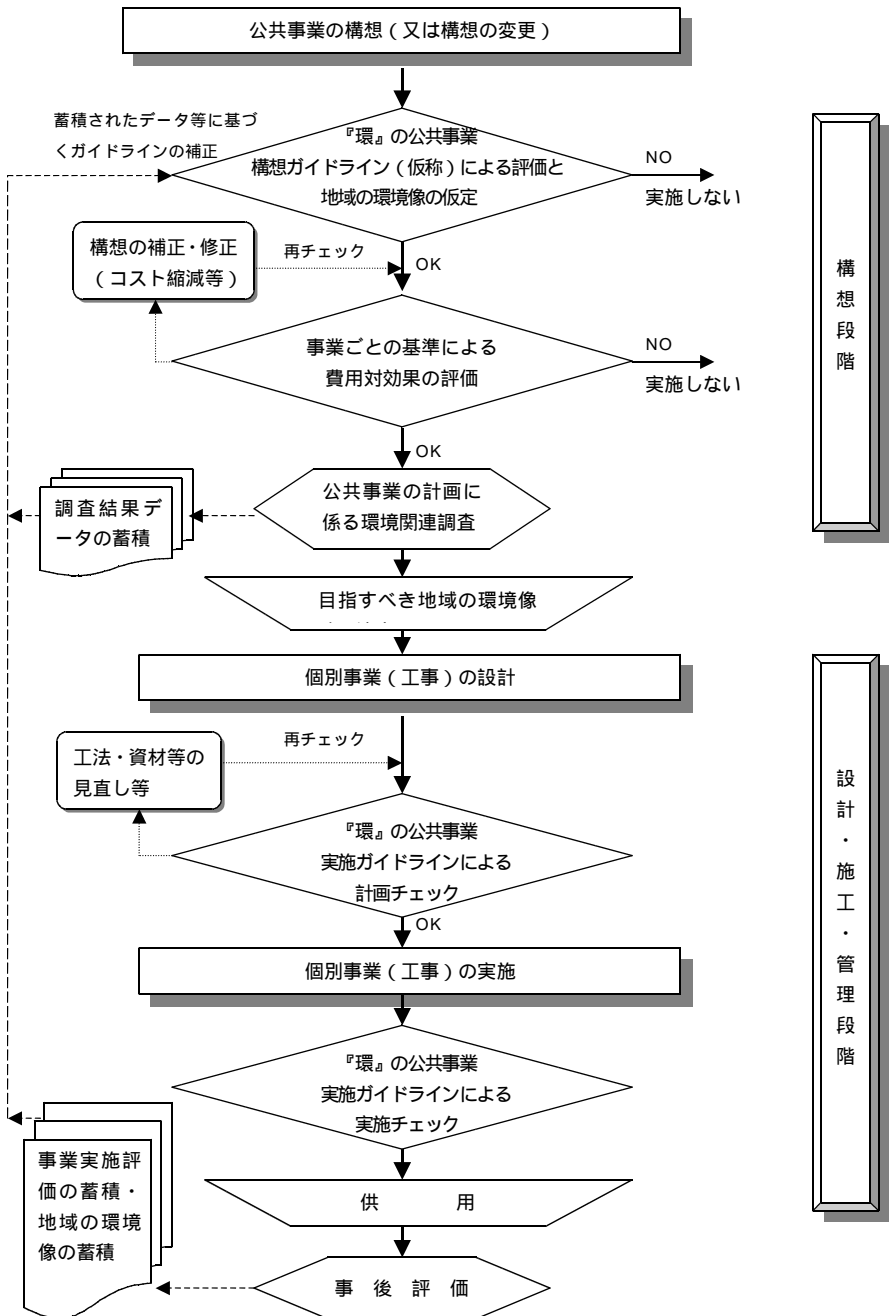 公共事業の構想（又は構想の変更）
蓄積されたデータ等に基づ
くガイドラインの補正
『環』の公共事業
構想ガイドライン（仮称）による評価と
地域の環境像の仮定
NO
実施しない
構想の補正・修正
（コスト縮減等）
再チェック
OK
事業ごとの基準による
費用対効果の評価
NO
実施しない
OK
公共事業の計画に
係る環境関連調査
調査結果デ
ータの蓄積
目指すべき地域の環境像
構想段階
個別事業（工事）の設計
工法・資材等の
見直し等
再チェック
『環』の公共事業
実施ガイドラインによる
計画チェック
OK
個別事業（工事）の実施
『環』の公共事業
実施ガイドラインによる
実施チェック
事業実施評
価の蓄積・
地域の環境
像の蓄積
供　用
事後評価
設計・施工・管理段階